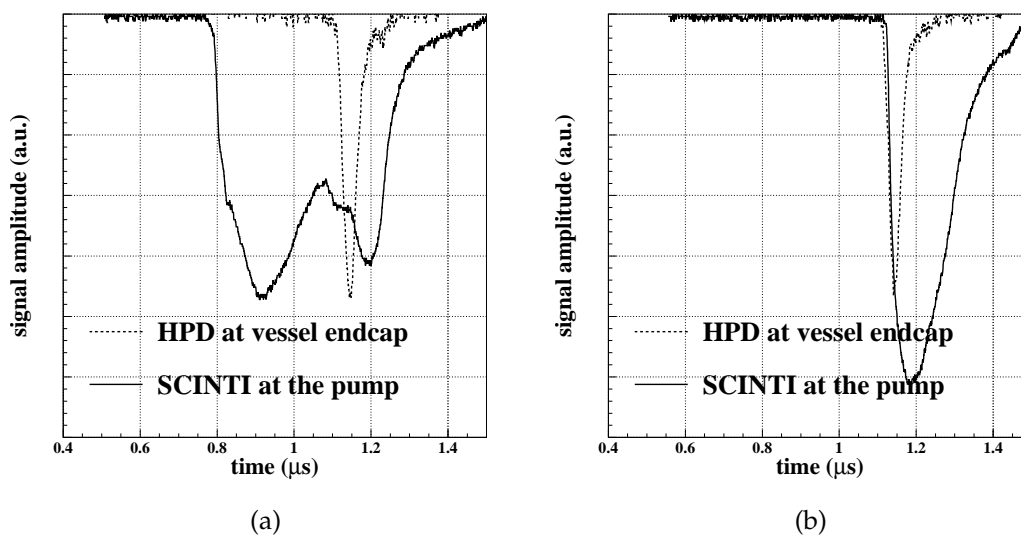 signal amplitude (a.u.)
HPD at vessel endcap
SCINTI at the pump
0.4 0.6 0.8 1 1.2 1.4
time (μs)
(a)
signal amplitude (a.u.)
HPD at vessel endcap
SCINTI at the pump
0.4 0.6 0.8 1 1.2 1.4
time (μs)
(b)